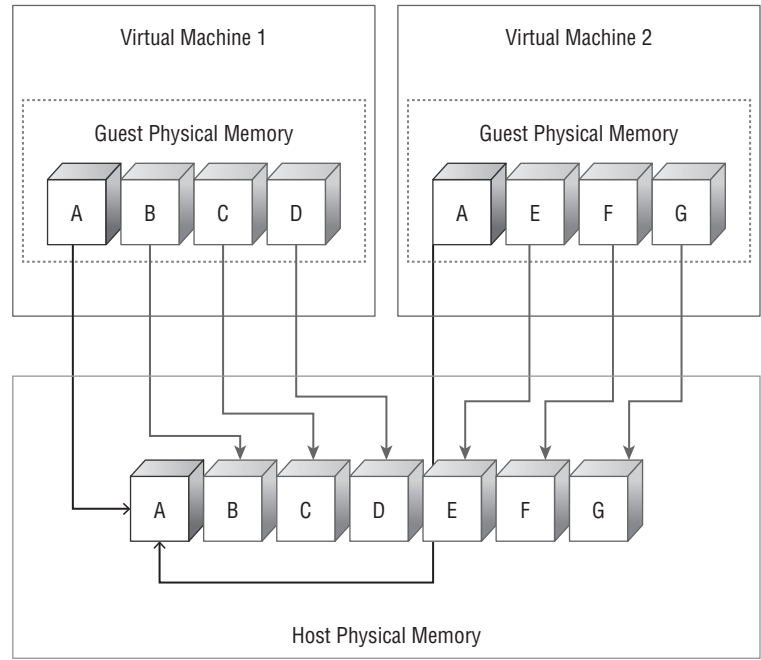 Virtual Machine 1
Guest Physical Memory
A B C D
Virtual Machine 2
Guest Physical Memory
A E F G
A B C D E F G
Host Physical Memory